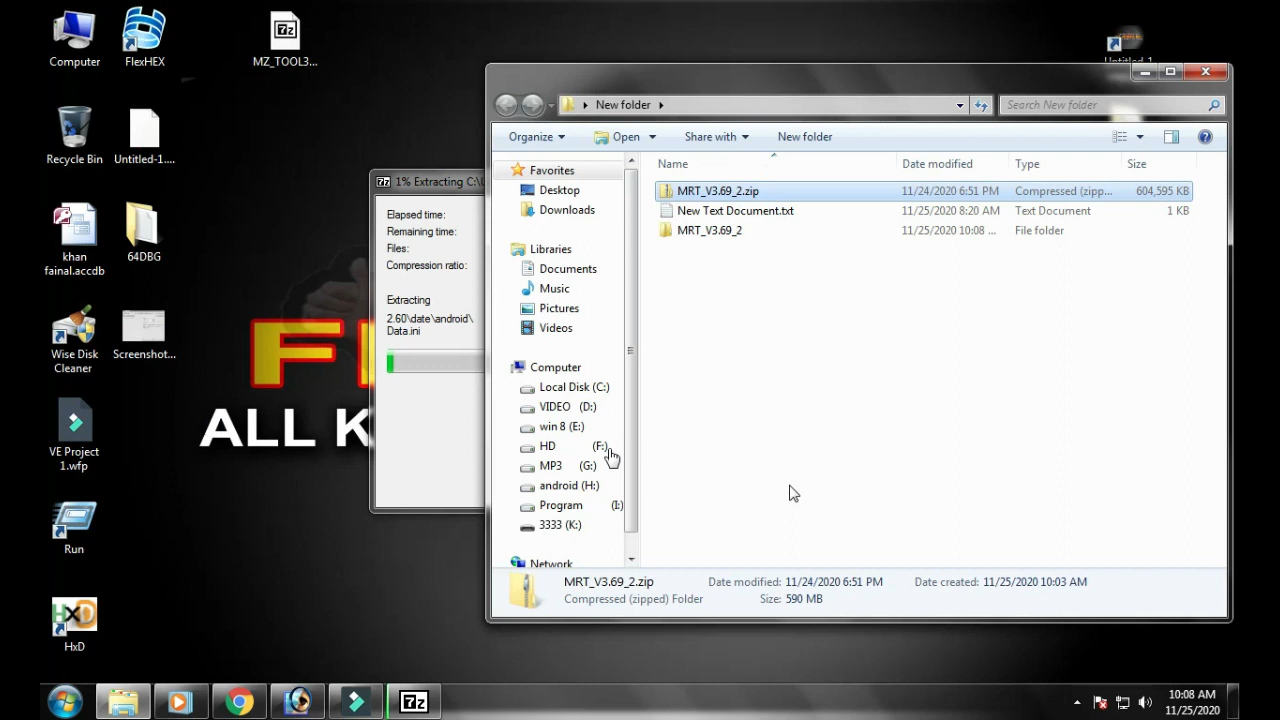 Computer
FlexHEX
MZ_TOOL3...
Untitled-1
Recycle Bin
Untitled-1....
khan
fainal.accdb
64DBG
Wise Disk
Cleaner
Screenshot...
VE Project
1.wfp
Run
HxD
ALL K
1% Extracting C:\U
Elapsed time:
Remaining time:
Files:
Compression ratio:
Extracting
2.60\date\android\
Data.ini
New folder
Search New folder
Organize
Open
Share with
New folder
Favorites
Desktop
Downloads
Libraries
Documents
Music
Pictures
Videos
Computer
Local Disk (C:)
VIDEO (D:)
win 8 (E:)
HD (F:)
MP3 (G:)
android (H:)
Program (I:)
3333 (K:)
Network
Name Date modified Type Size
MRT_V3.69_2.zip 11/24/2020 6:51 PM Compressed (zipp... 604,595 KB
New Text Document.txt 11/25/2020 8:20 AM Text Document 1 KB
MRT_V3.69_2 11/25/2020 10:08 ... File folder
MRT_V3.69_2.zip Date modified: 11/24/2020 6:51 PM Date created: 11/25/2020 10:03 AM
Compressed (zipped) Folder Size: 590 MB
7z
10:08 AM
11/25/2020